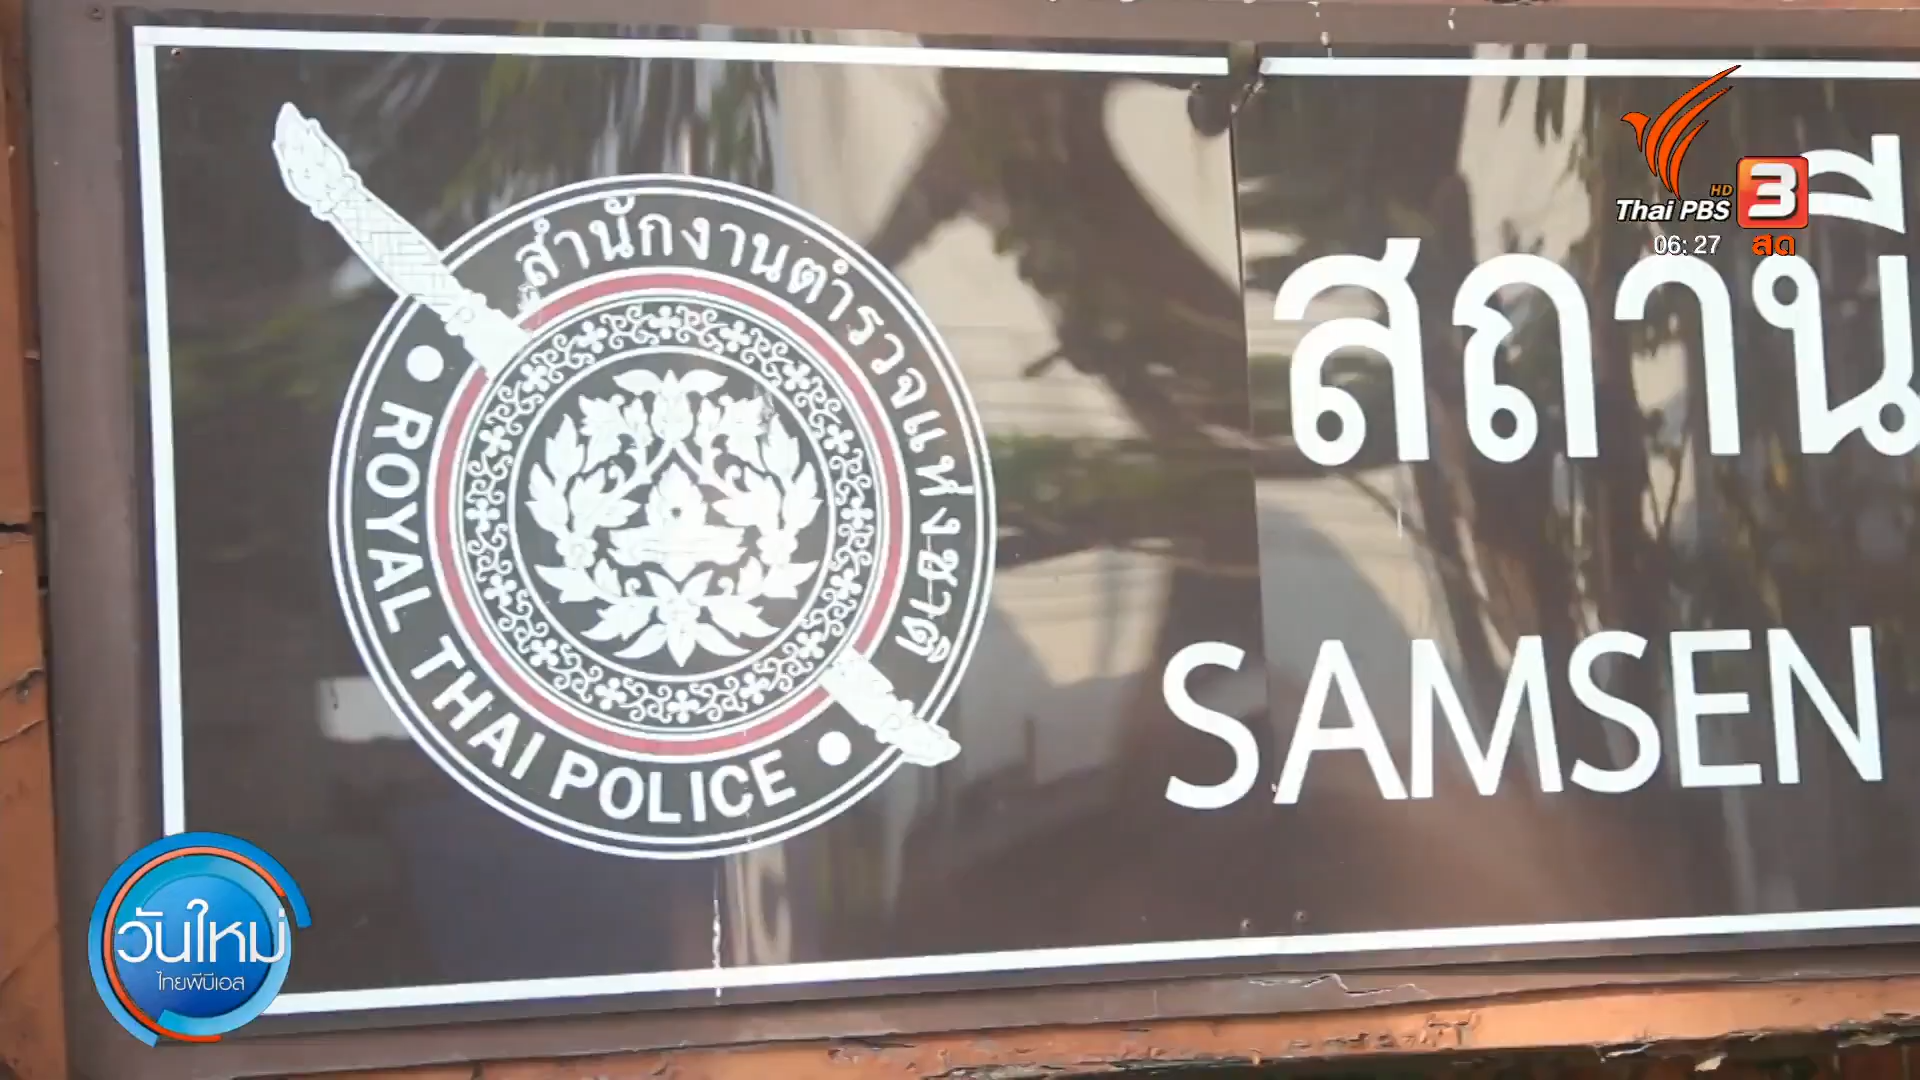 สำนักงานตำรวจแห่งชาติ
ROYAL THAI POLICE
สถานี
SAMSEN
Thai PBS HD 3
06:27 สด
วันใหม่
ไทยพีบีเอส